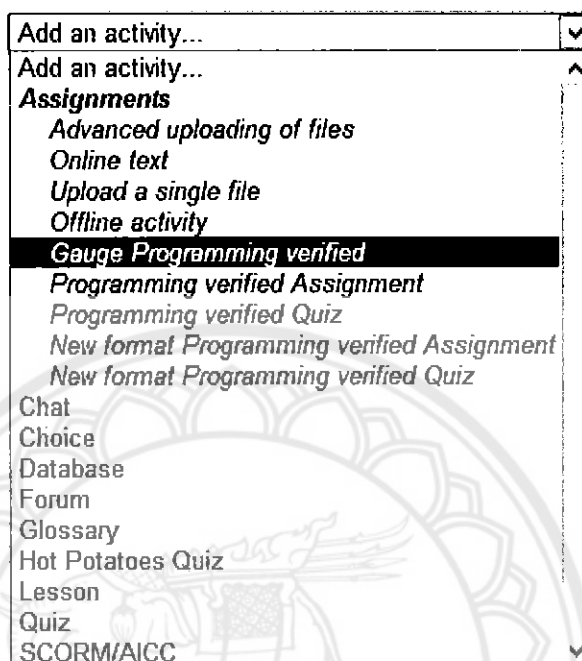 Add an activity...
Add an activity...
Assignments
Advanced uploading of files
Online text
Upload a single file
Offline activity
Gauge Programming verified
Programming verified Assignment
Programming verified Quiz
New format Programming verified Assignment
New format Programming verified Quiz
Chat
Choice
Database
Forum
Glossary
Hot Potatoes Quiz
Lesson
Quiz
SCORM/AICC